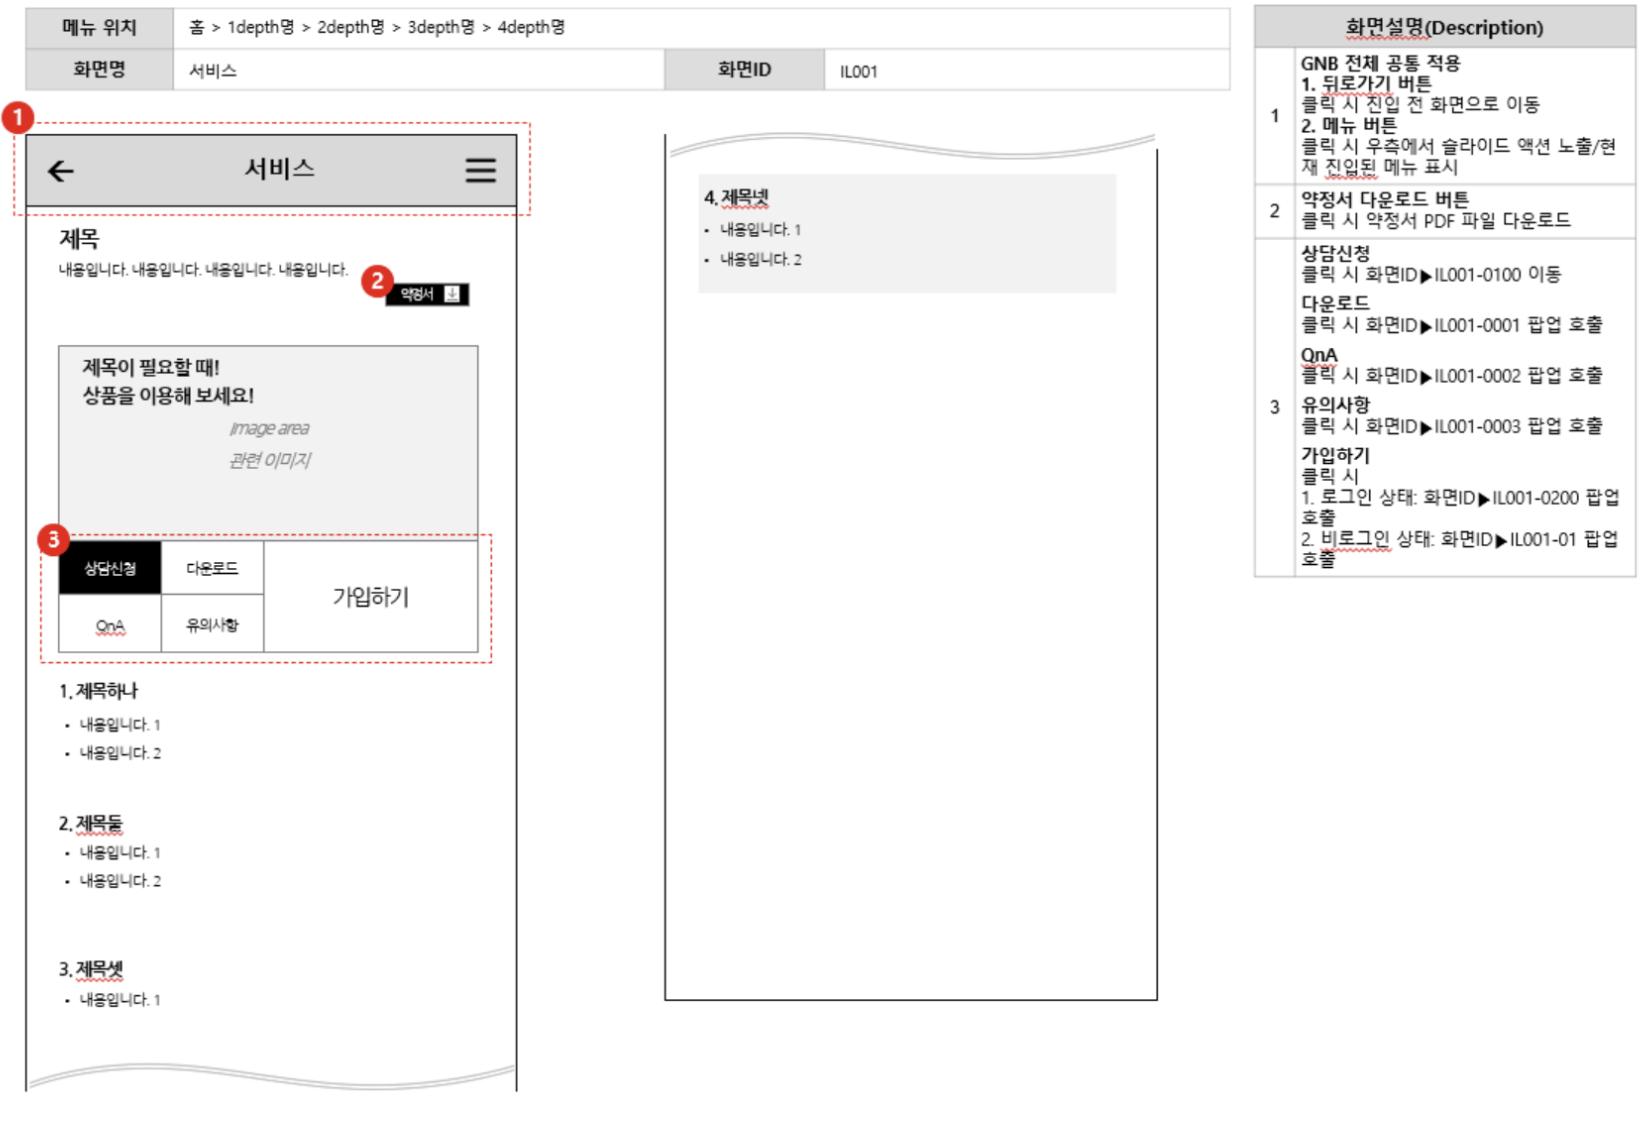 메뉴 위치
홈 > 1depth명 > 2depth명 > 3depth명 > 4depth명
화면명
서비스
화면ID
IL001
1
서비스
제목
내용입니다. 내용입니다. 내용입니다. 내용입니다.
2
약정서
제목이 필요할 때!
상품을 이용해 보세요!
Image area
관련 이미지
3
상담신청
다운로드
가입하기
QnA
유의사항
1. 제목하나
• 내용입니다. 1
• 내용입니다. 2
2. 제목둘
• 내용입니다. 1
• 내용입니다. 2
3. 제목셋
• 내용입니다. 1
4. 제목넷
• 내용입니다. 1
• 내용입니다. 2
화면설명(Description)
1
GNB 전체 공통 적용
1. 뒤로가기 버튼
클릭 시 진입 전 화면으로 이동
2. 메뉴 버튼
클릭 시 우측에서 슬라이드 액션 노출/현
재 진입된 메뉴 표시
2
약정서 다운로드 버튼
클릭 시 약정서 PDF 파일 다운로드
3
상담신청
클릭 시 화면ID▶IL001-0100 이동
다운로드
클릭 시 화면ID▶IL001-0001 팝업 호출
QnA
클릭 시 화면ID▶IL001-0002 팝업 호출
유의사항
클릭 시 화면ID▶IL001-0003 팝업 호출
가입하기
클릭 시
1. 로그인 상태: 화면ID▶IL001-0200 팝업
호출
2. 비로그인 상태: 화면ID▶IL001-01 팝업
호출